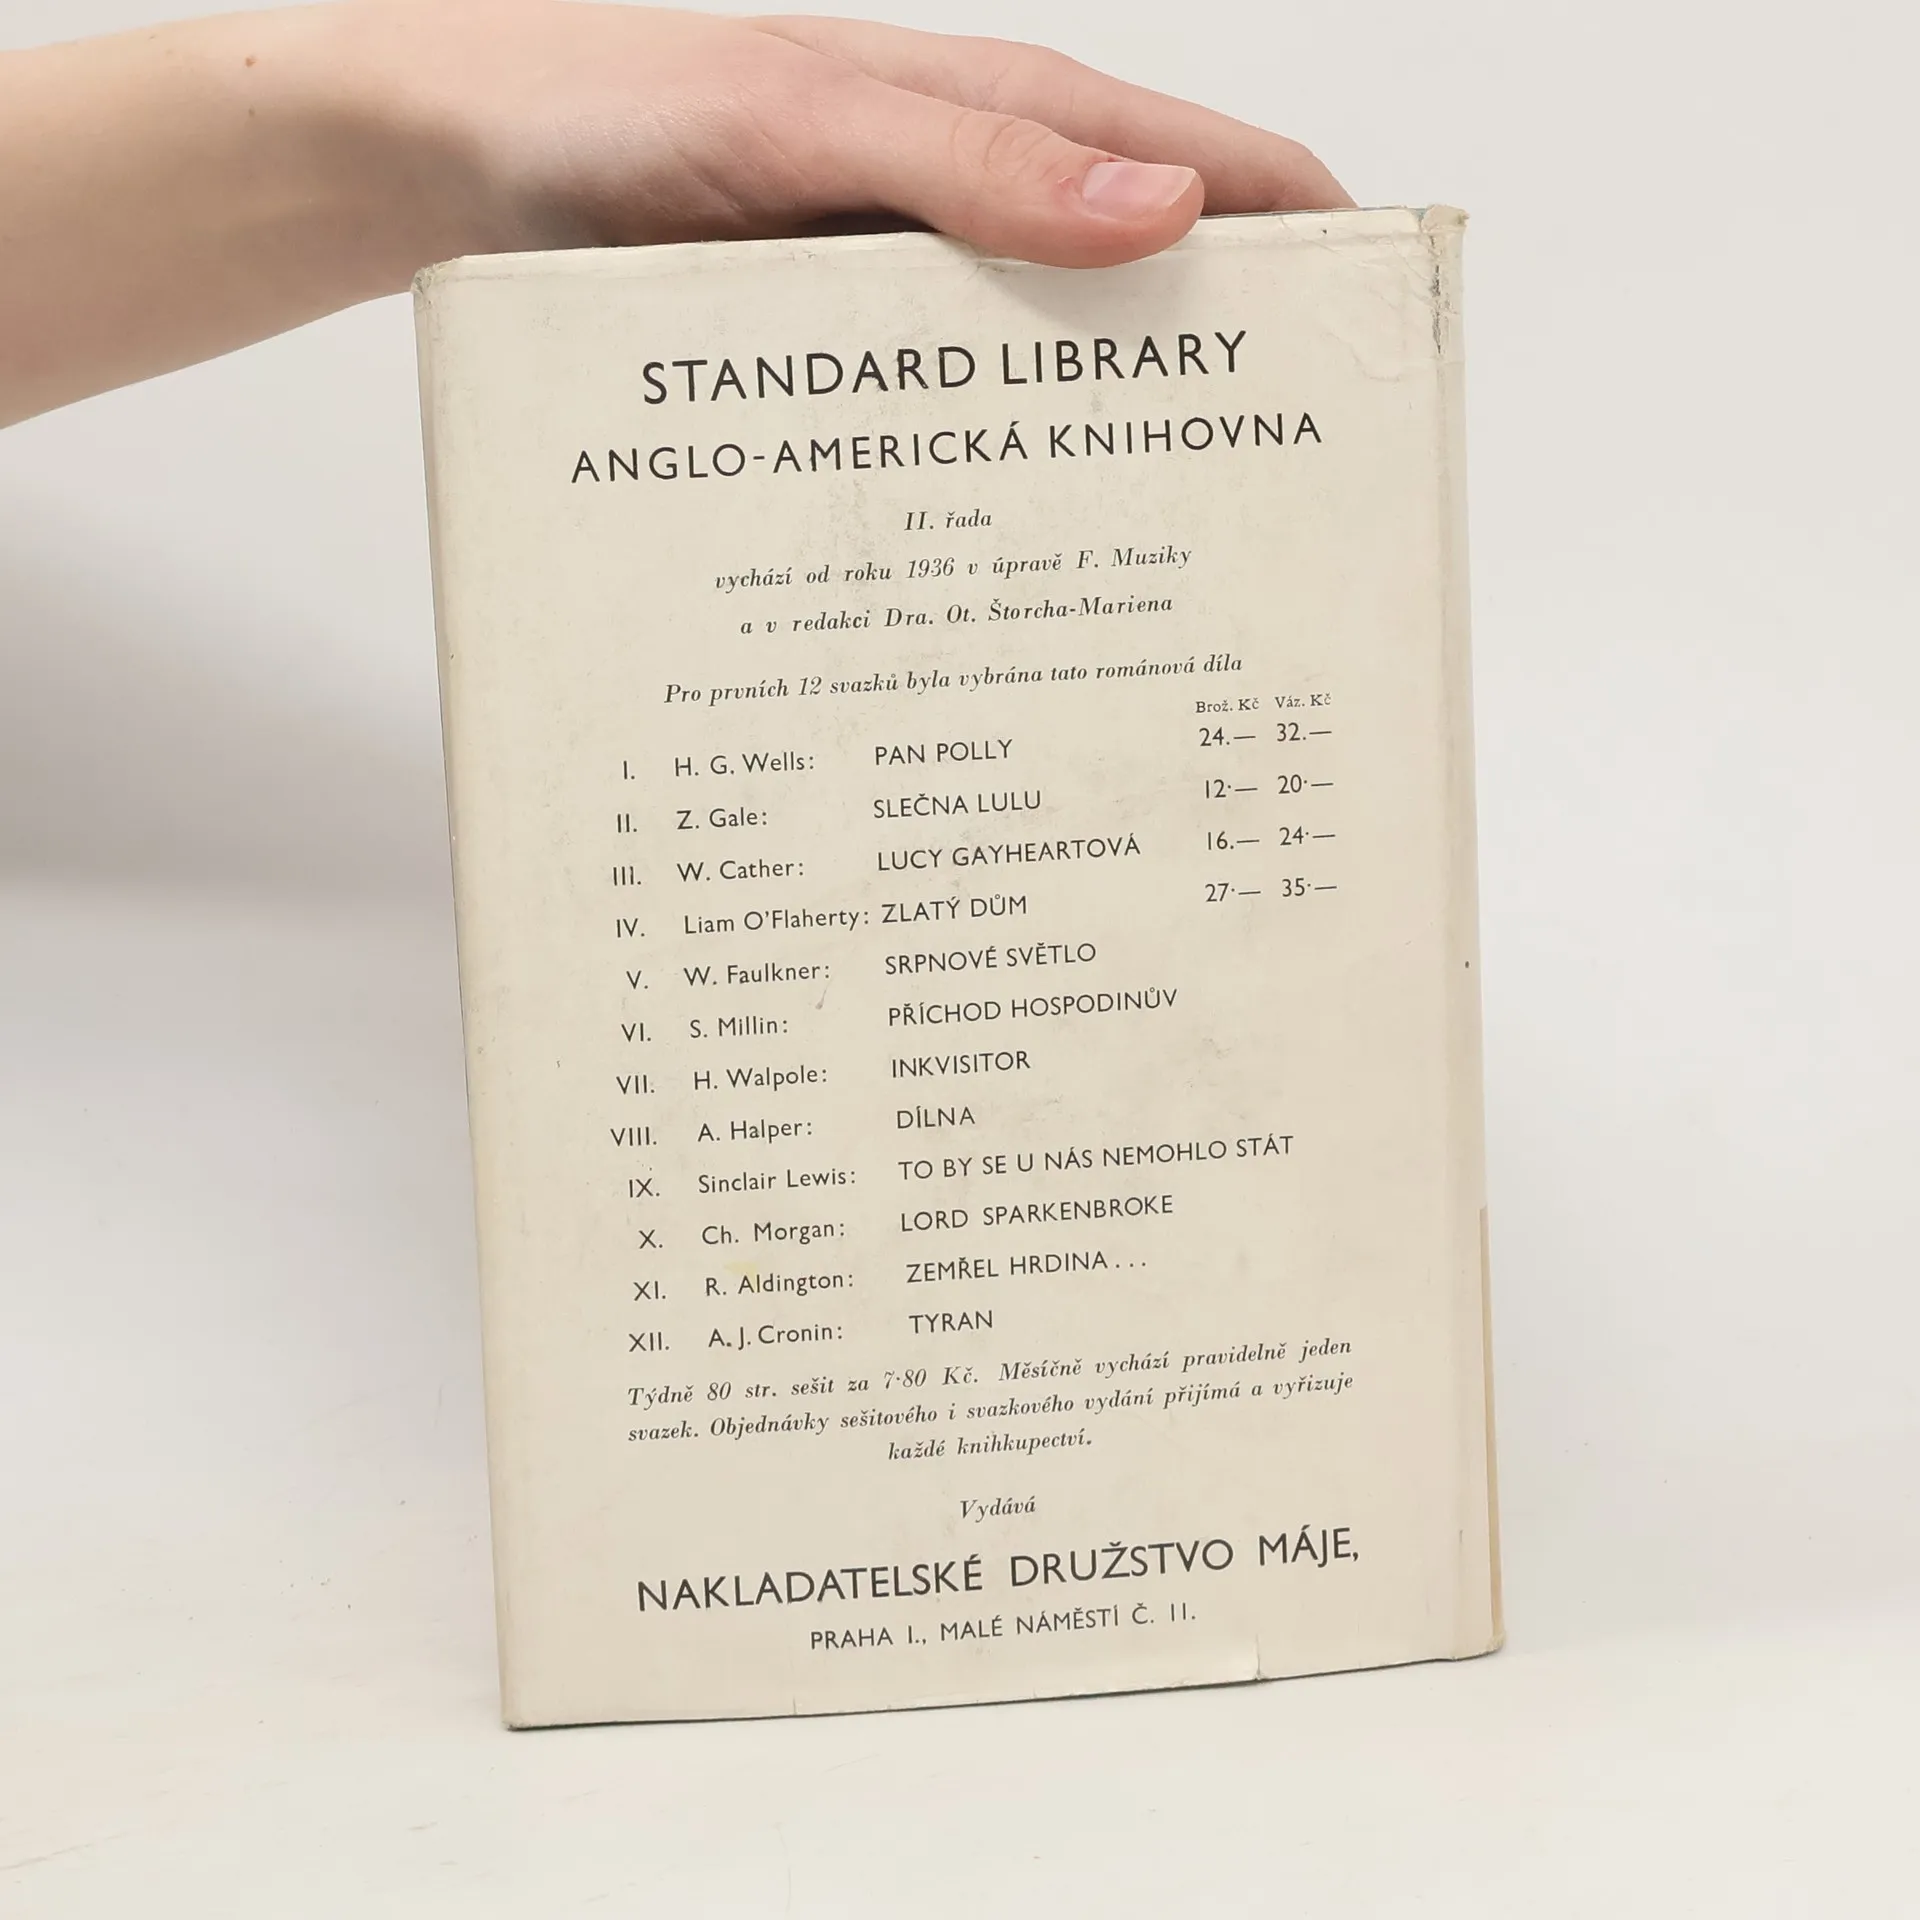 STANDARD LIBRARY
ANGLO-AMERICKÁ KNIHOVNA
II. řada
vychází od roku 1936 v úpravě F. Muziky
a v redakci Dra. Ot. Štorcha-Mariena
Pro prvních 12 svazků byla vybrána tato románová díla
Brož. Kč Váz. Kč
I. H. G. Wells: PAN POLLY 24.— 32.—
II. Z. Gale: SLEČNA LULU 12·— 20·—
III. W. Cather: LUCY GAYHEARTOVÁ 16.— 24·—
IV. Liam O'Flaherty: ZLATÝ DŮM 27·— 35·—
V. W. Faulkner: SRPNOVÉ SVĚTLO
VI. S. Millin: PŘÍCHOD HOSPODINŮV
VII. H. Walpole: INKVISITOR
VIII. A. Halper: DÍLNA
IX. Sinclair Lewis: TO BY SE U NÁS NEMOHLO STÁT
X. Ch. Morgan: LORD SPARKENBROKE
XI. R. Aldington: ZEMŘEL HRDINA...
XII. A. J. Cronin: TYRAN
Týdně 80 str. sešit za 7·80 Kč. Měsíčně vychází pravidelně jeden
svazek. Objednávky sešitového i svazkového vydání přijímá a vyřizuje
každé knihkupectví.
Vydává
NAKLADATELSKÉ DRUŽSTVO MÁJE,
PRAHA I., MALÉ NÁMĚSTÍ Č. 11.